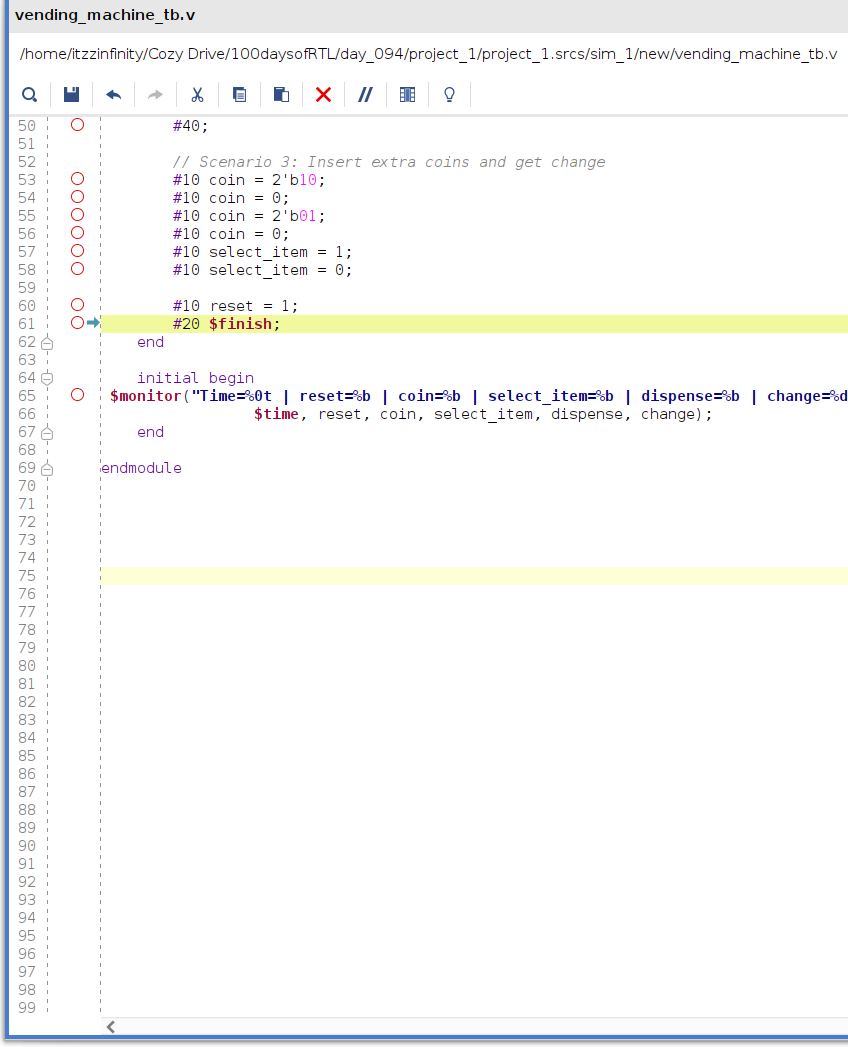 vending_machine_tb.v
/home/itzzinfinity/Cozy Drive/100daysofRTL/day_094/project_1/project_1.srcs/sim_1/new/vending_machine_tb.v
50 #40;
51
52 // Scenario 3: Insert extra coins and get change
53 #10 coin = 2'b10;
54 #10 coin = 0;
55 #10 coin = 2'b01;
56 #10 coin = 0;
57 #10 select_item = 1;
58 #10 select_item = 0;
59
60 #10 reset = 1;
61 #20 $finish;
62 end
63
64 initial begin
65 $monitor("Time=%0t | reset=%b | coin=%b | select_item=%b | dispense=%b | change=%d
66 $time, reset, coin, select_item, dispense, change);
67 end
68
69 endmodule
70
71
72
73
74
75
76
77
78
79
80
81
82
83
84
85
86
87
88
89
90
91
92
93
94
95
96
97
98
99